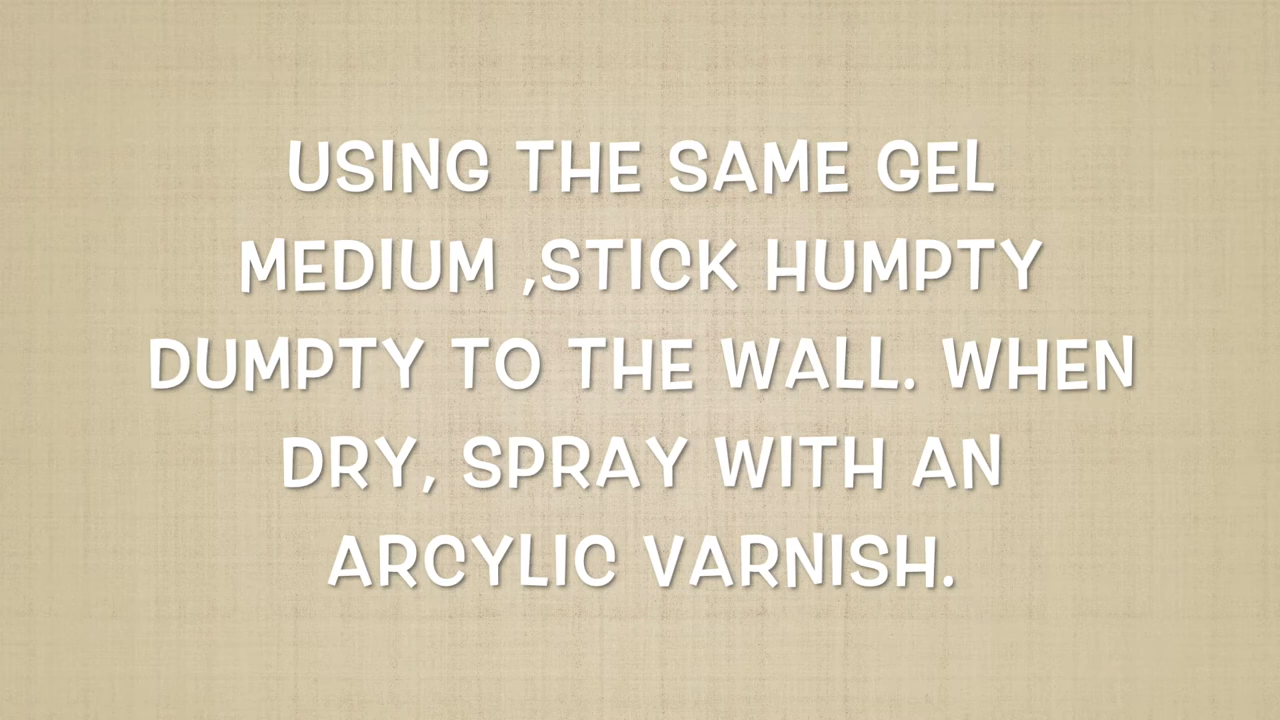 USING THE SAME GEL
MEDIUM ,STICK HUMPTY
DUMPTY TO THE WALL. WHEN
DRY, SPRAY WITH AN
ARCYLIC VARNISH.